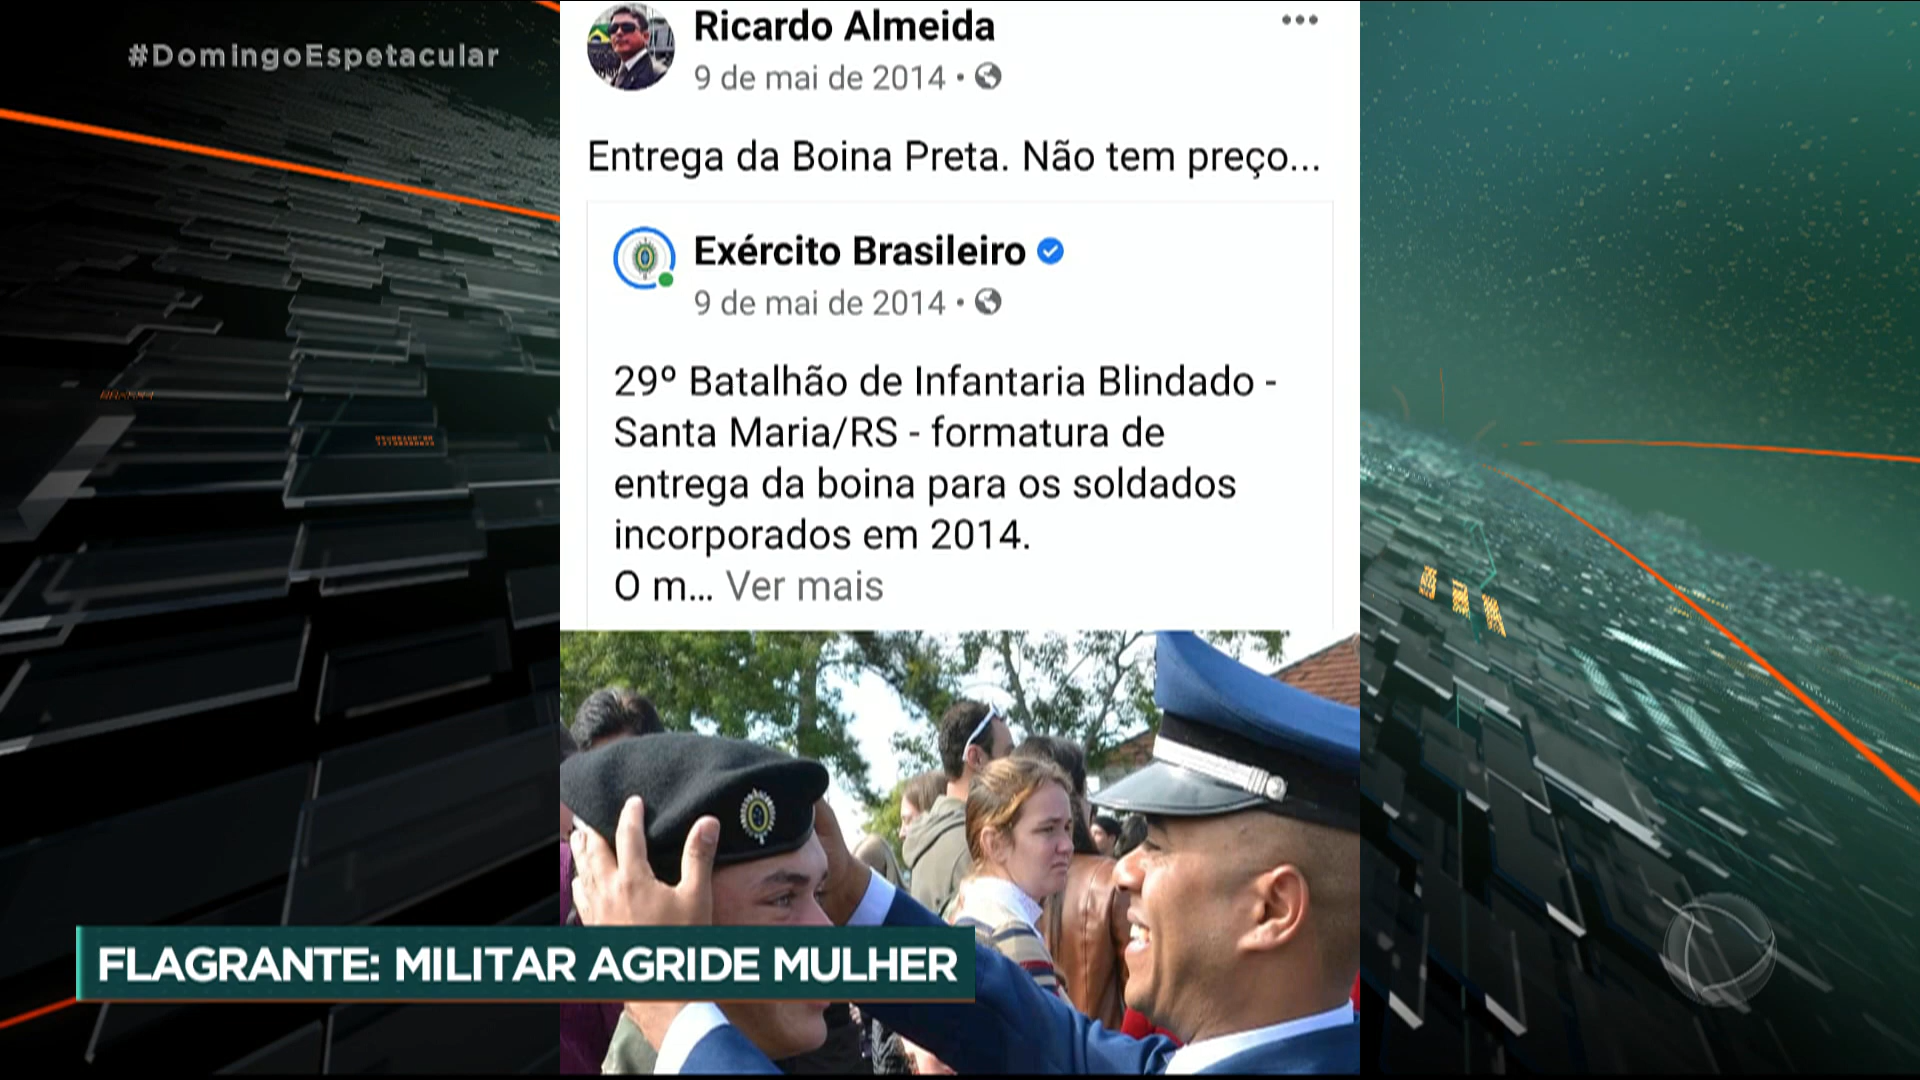 #DomingoEspetacular
Ricardo Almeida
9 de mai de 2014 •
Entrega da Boina Preta. Não tem preço...
Exército Brasileiro
9 de mai de 2014 •
29º Batalhão de Infantaria Blindado -
Santa Maria/RS - formatura de
entrega da boina para os soldados
incorporados em 2014.
O m... Ver mais
FLAGRANTE: MILITAR AGRIDE MULHER